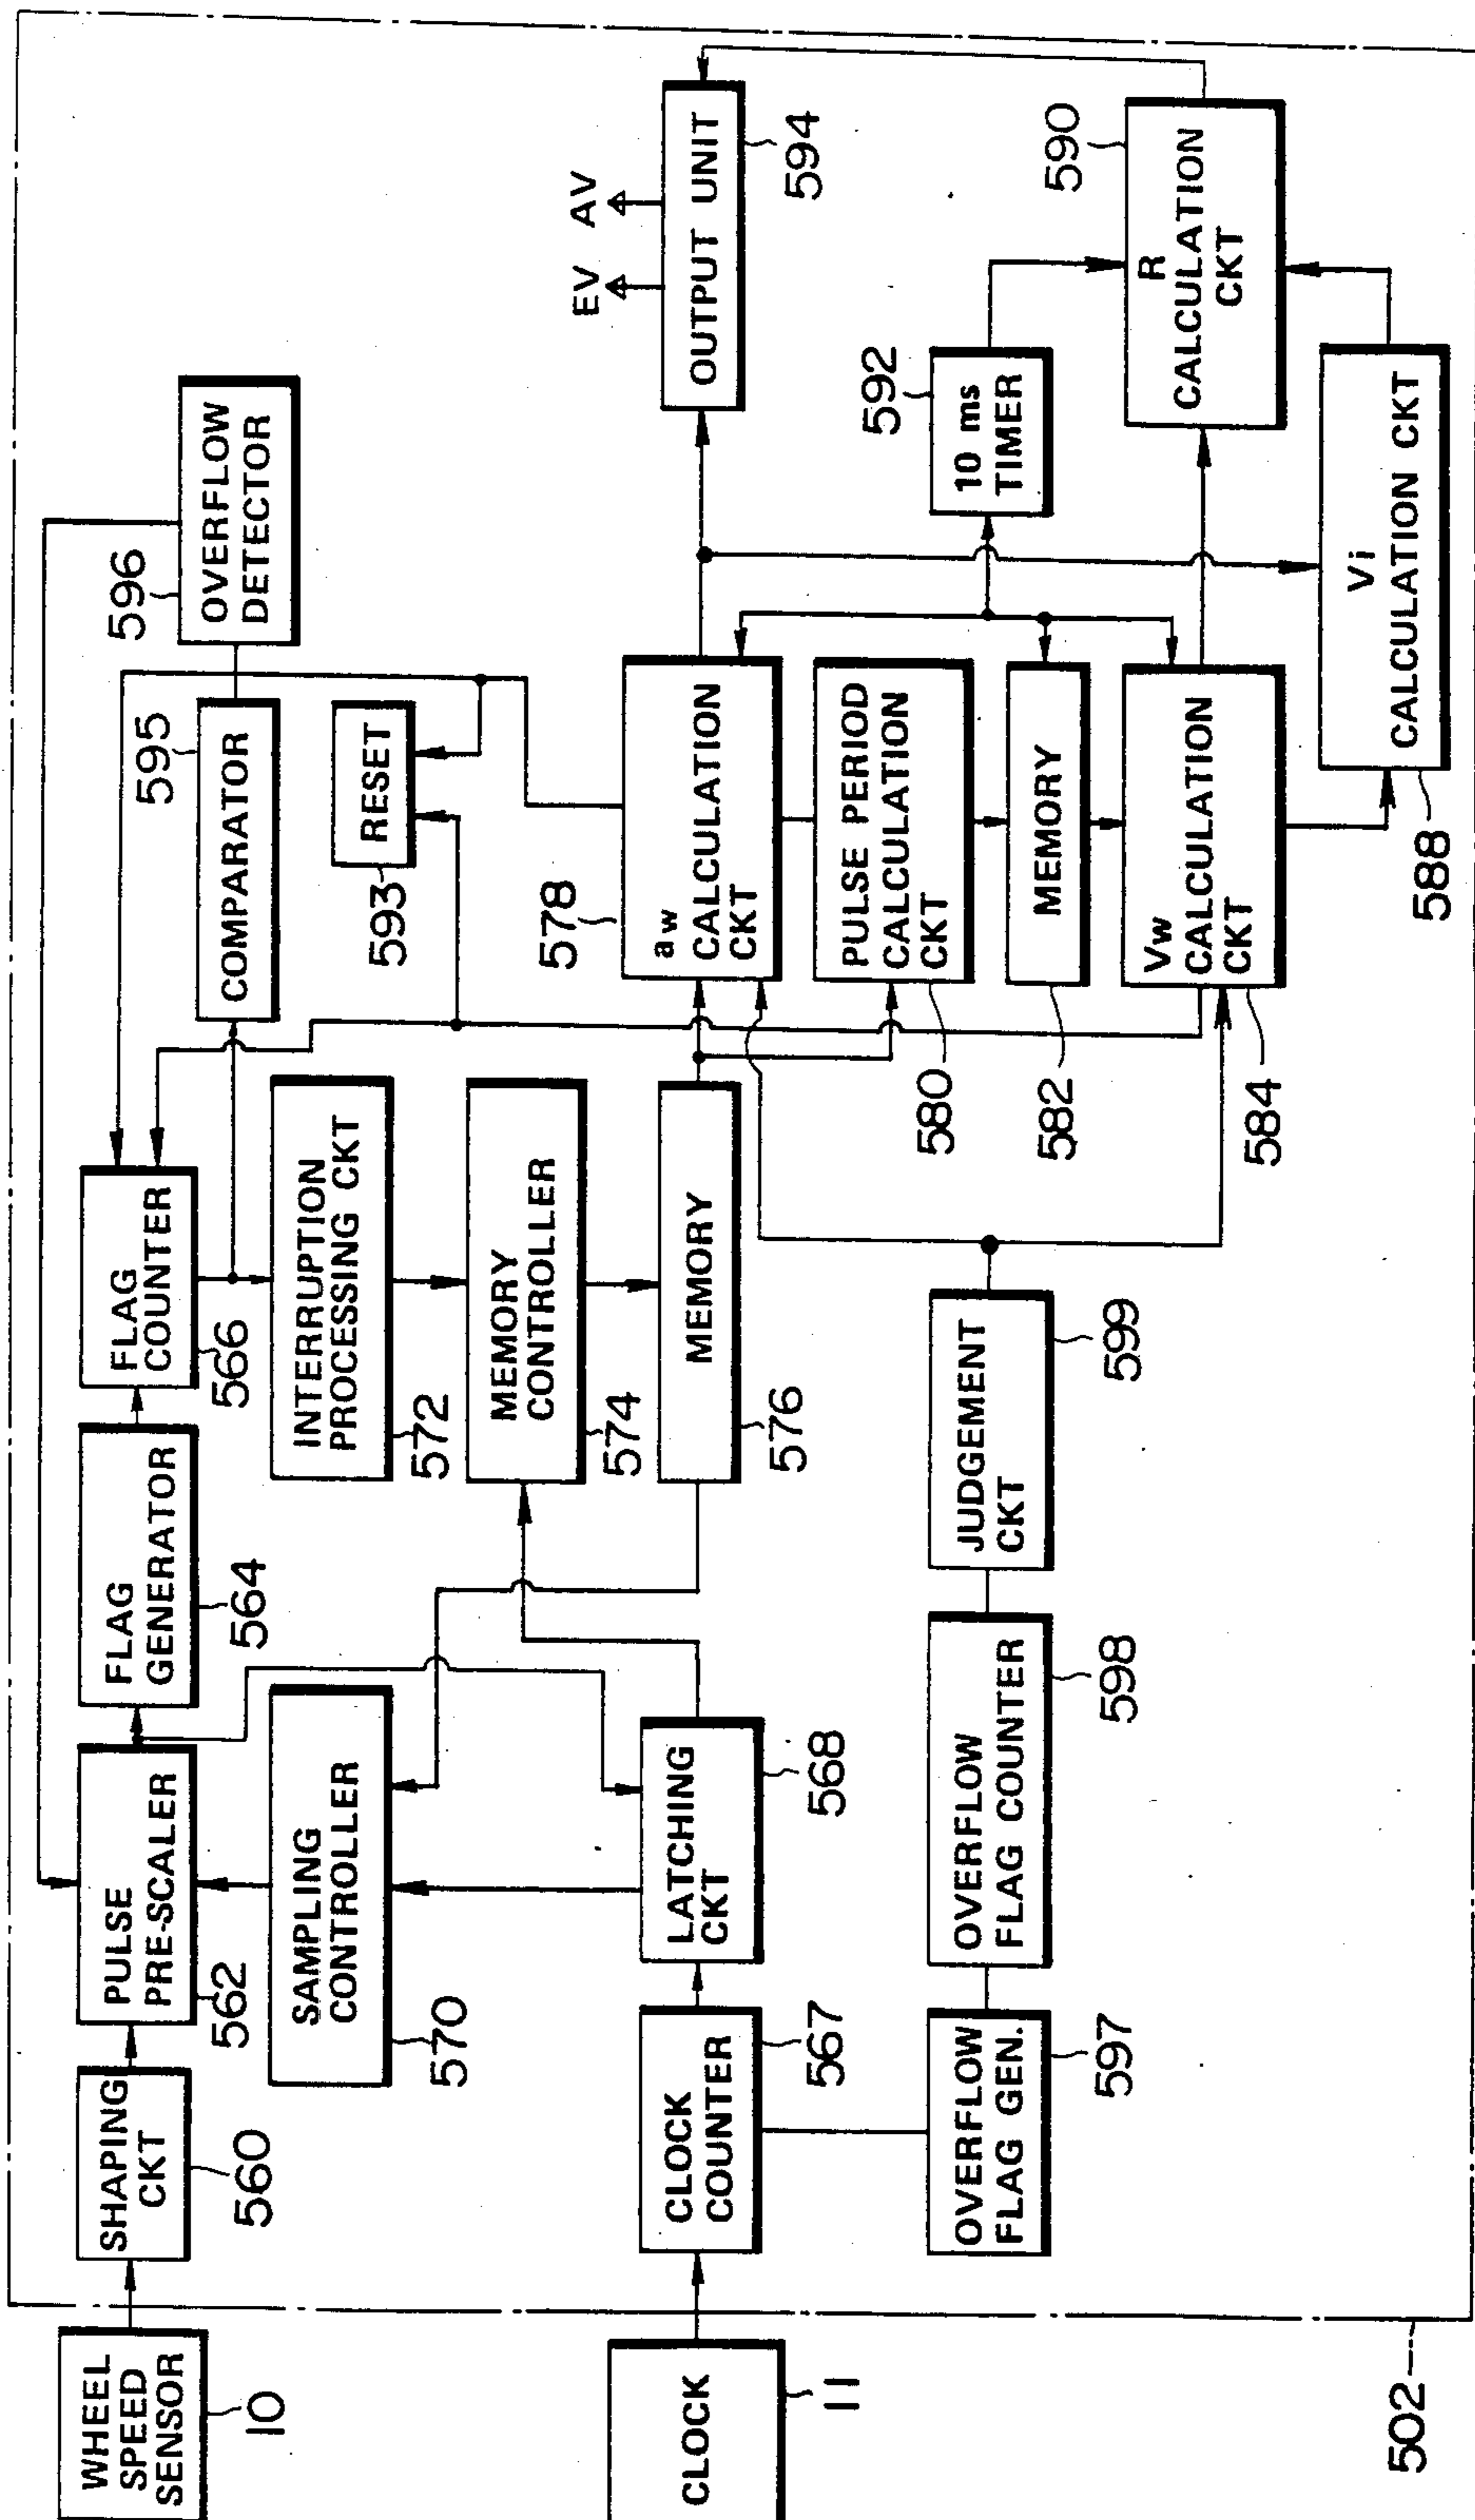 WHEEL
SPEED
SENSOR
10
SHAPING
CKT
560
PULSE
PRE-SCALER
562
FLAG
GENERATOR
564
FLAG
COUNTER
566
COMPARATOR
595
OVERFLOW
DETECTOR
596
SAMPLING
CONTROLLER
570
INTERRUPTION
PROCESSING CKT
572
RESET
593
MEMORY
CONTROLLER
574
CLOCK
11
CLOCK
COUNTER
567
LATCHING
CKT
568
MEMORY
576
aw
CALCULATION
CKT
578
EV AV
OUTPUT UNIT
594
PULSE PERIOD
CALCULATION
CKT
580
OVERFLOW
FLAG GEN.
597
OVERFLOW
FLAG COUNTER
598
JUDGEMENT
CKT
599
MEMORY
582
10 ms
TIMER
592
Vw
CALCULATION
CKT
584
R
CALCULATION
CKT
590
Vi
CALCULATION CKT
588
502